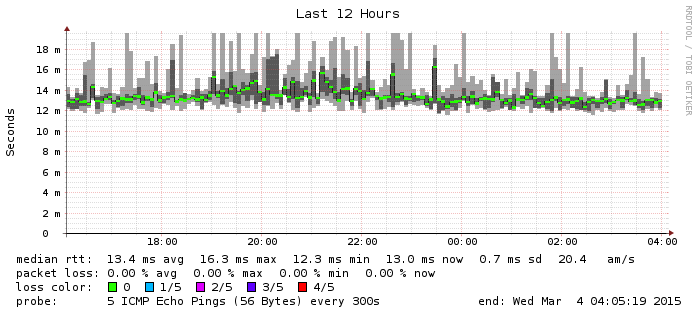 Last 12 Hours
RRDTOOL / TOBI OETIKER
Seconds
18 m
16 m
14 m
12 m
10 m
8 m
6 m
4 m
2 m
0
18:00 20:00 22:00 00:00 02:00 04:00
median rtt: 13.4 ms avg 16.3 ms max 12.3 ms min 13.0 ms now 0.7 ms sd 20.4 am/s
packet loss: 0.00 % avg 0.00 % max 0.00 % min 0.00 % now
loss color: 0 1/5 2/5 3/5 4/5
probe: 5 ICMP Echo Pings (56 Bytes) every 300s end: Wed Mar 4 04:05:19 2015